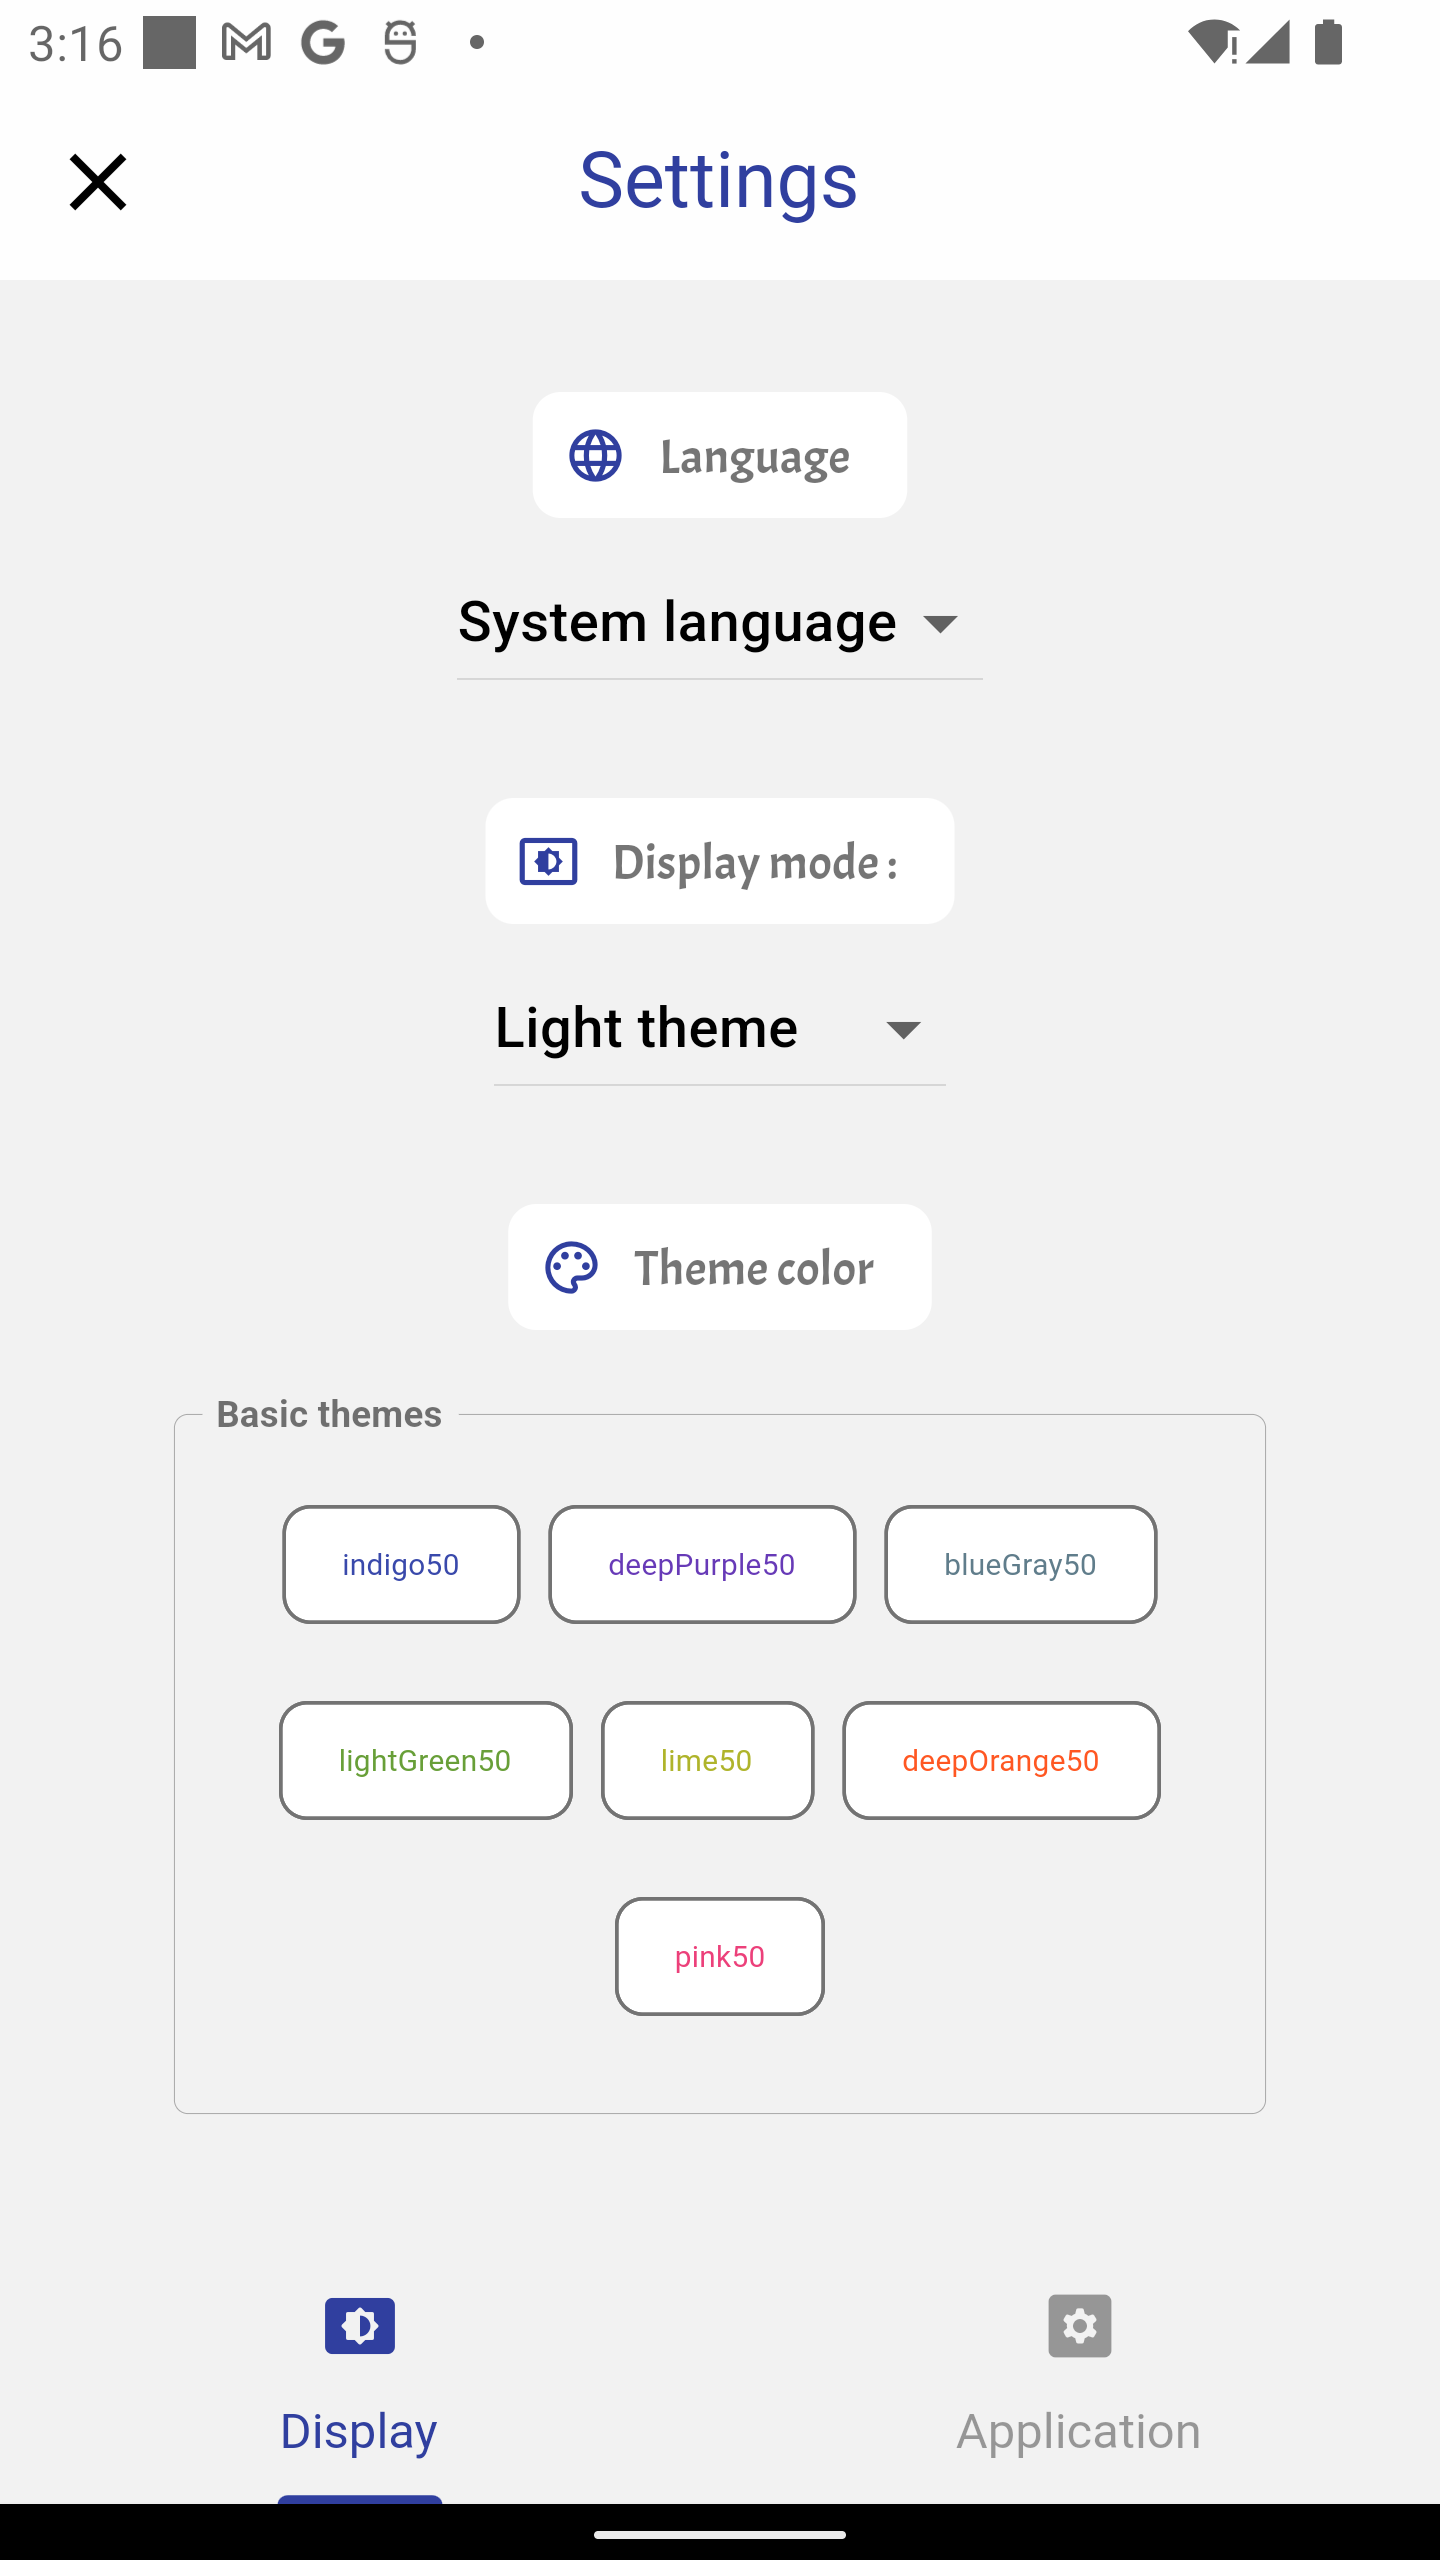 3:16
Settings
Language
System language
Display mode :
Light theme
Theme color
Basic themes
indigo50 deepPurple50 blueGray50
lightGreen50 lime50 deepOrange50
pink50
Display Application